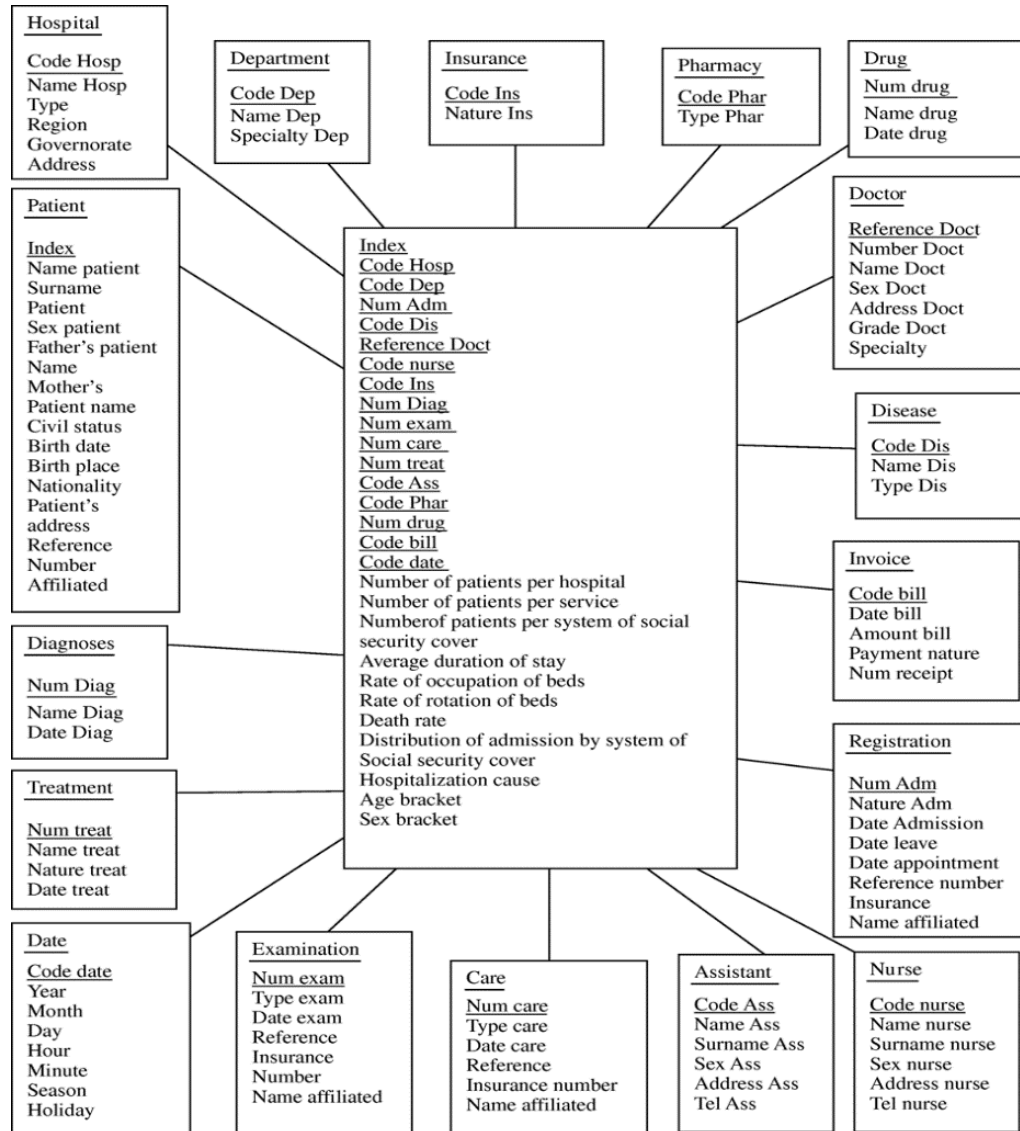 Hospital
Code Hosp
Name Hosp
Type
Region
Governorate
Address
Department
Code Dep
Name Dep
Specialty Dep
Insurance
Code Ins
Nature Ins
Pharmacy
Code Phar
Type Phar
Drug
Num drug
Name drug
Date drug
Patient
Index
Name patient
Surname
Patient
Sex patient
Father's patient
Name
Mother's
Patient name
Civil status
Birth date
Birth place
Nationality
Patient's
address
Reference
Number
Affiliated
Index
Code Hosp
Code Dep
Num Adm
Code Dis
Reference Doct
Code nurse
Code Ins
Num Diag
Num exam
Num care
Num treat
Code Ass
Code Phar
Num drug
Code bill
Code date
Number of patients per hospital
Number of patients per service
Numberof patients per system of social
security cover
Average duration of stay
Rate of occupation of beds
Rate of rotation of beds
Death rate
Distribution of admission by system of
Social security cover
Hospitalization cause
Age bracket
Sex bracket
Doctor
Reference Doct
Number Doct
Name Doct
Sex Doct
Address Doct
Grade Doct
Specialty
Disease
Code Dis
Name Dis
Type Dis
Invoice
Code bill
Date bill
Amount bill
Payment nature
Num receipt
Diagnoses
Num Diag
Name Diag
Date Diag
Registration
Num Adm
Nature Adm
Date Admission
Date leave
Date appointment
Reference number
Insurance
Name affiliated
Treatment
Num treat
Name treat
Nature treat
Date treat
Date
Code date
Year
Month
Day
Hour
Minute
Season
Holiday
Examination
Num exam
Type exam
Date exam
Reference
Insurance
Number
Name affiliated
Care
Num care
Type care
Date care
Reference
Insurance number
Name affiliated
Assistant
Code Ass
Name Ass
Surname Ass
Sex Ass
Address Ass
Tel Ass
Nurse
Code nurse
Name nurse
Surname nurse
Sex nurse
Address nurse
Tel nurse